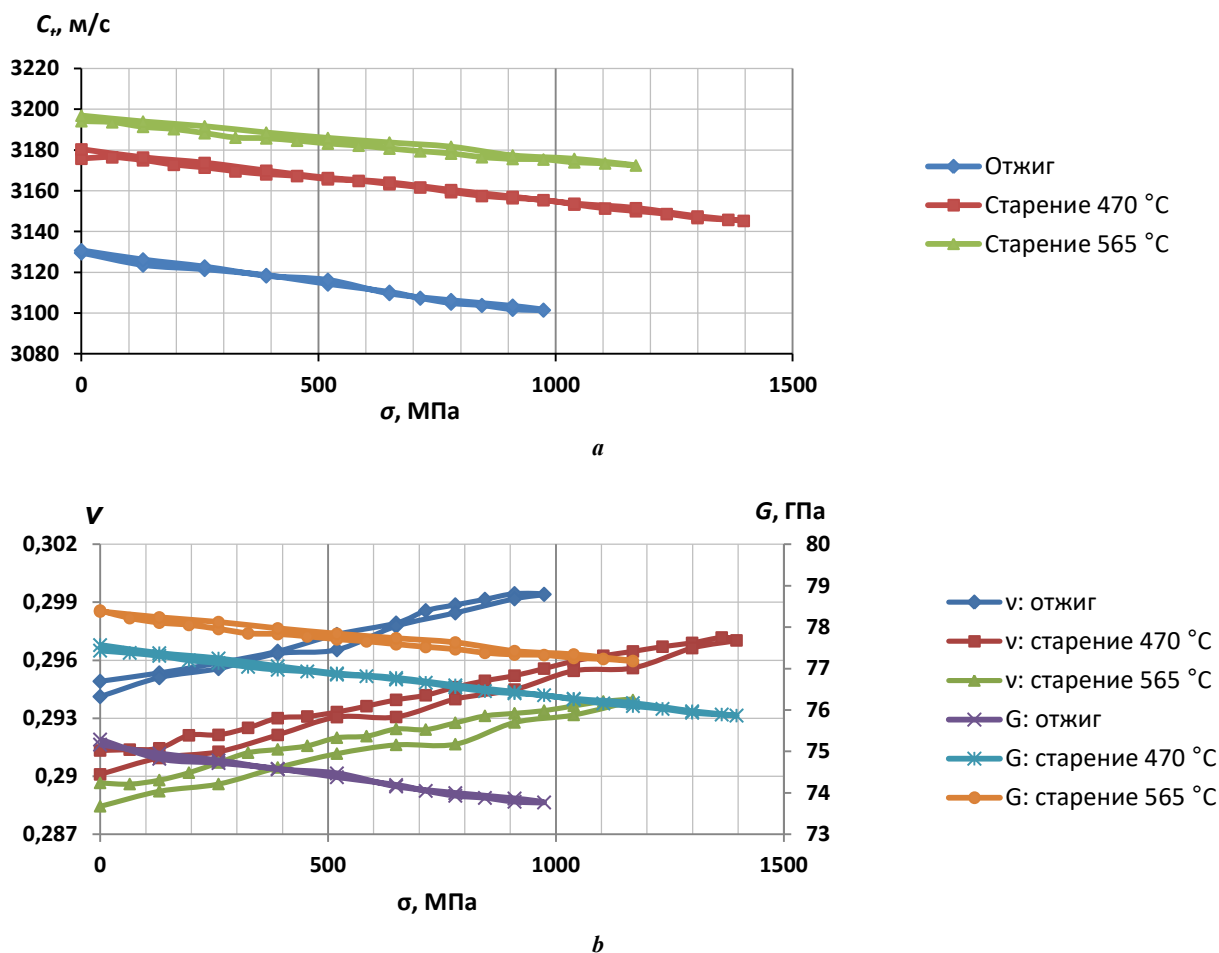 Cₜ, м/с
3220
3200
3180
3160
3140
3120
3100
3080
0 500 1000 1500
σ, МПа
Отжиг
Старение 470 °C
Старение 565 °C
a
ν G, ГПа
0,302 80
0,299 79
0,296 78
0,293 77
0,29 76
0,287 75
74
73
0 500 1000 1500
σ, МПа
ν: отжиг
ν: старение 470 °C
ν: старение 565 °C
G: отжиг
G: старение 470 °C
G: старение 565 °C
b